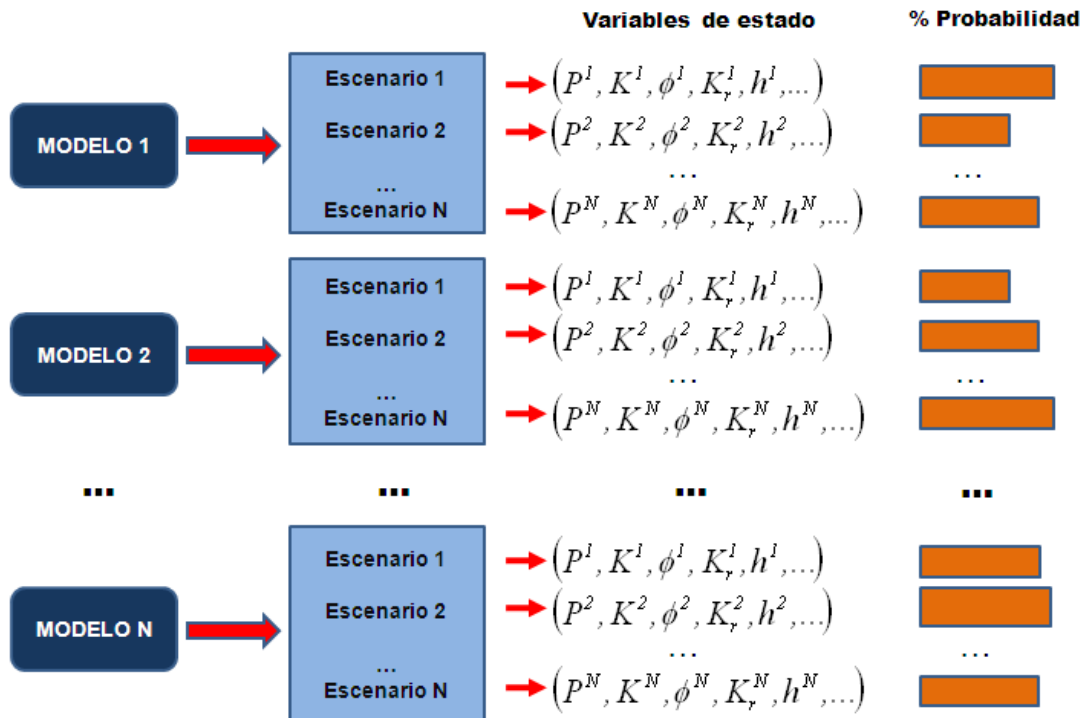 Variables de estado % Probabilidad
MODELO 1
Escenario 1 (P^1, K^1, ϕ^1, K_r^1, h^1,...)
Escenario 2 (P^2, K^2, ϕ^2, K_r^2, h^2,...)
... ... ...
Escenario N (P^N, K^N, ϕ^N, K_r^N, h^N,...)
MODELO 2
Escenario 1 (P^1, K^1, ϕ^1, K_r^1, h^1,...)
Escenario 2 (P^2, K^2, ϕ^2, K_r^2, h^2,...)
... ... ...
Escenario N (P^N, K^N, ϕ^N, K_r^N, h^N,...)
... ... ... ...
MODELO N
Escenario 1 (P^1, K^1, ϕ^1, K_r^1, h^1,...)
Escenario 2 (P^2, K^2, ϕ^2, K_r^2, h^2,...)
... ... ...
Escenario N (P^N, K^N, ϕ^N, K_r^N, h^N,...)